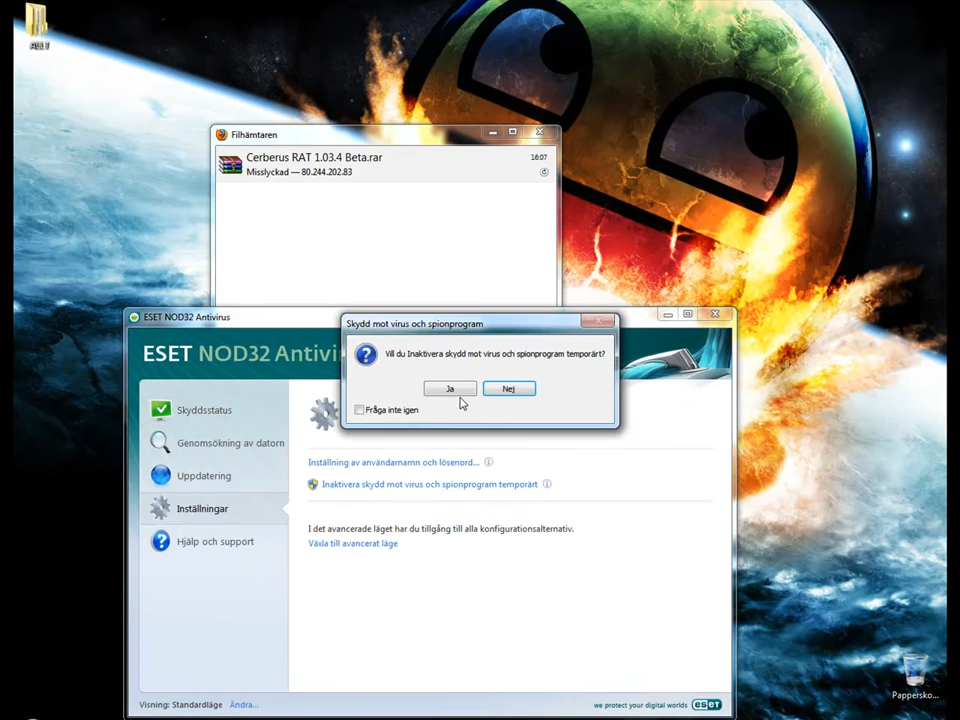 ALLT
Filhämtaren
Cerberus RAT 1.03.4 Beta.rar
16:07
Misslyckad — 80.244.202.83
ESET NOD32 Antivirus
ESET NOD32 Antivi
Skydd mot virus och spionprogram
Vill du Inaktivera skydd mot virus och spionprogram temporärt?
Ja
Nej
Fråga inte igen
Skyddsstatus
Genomsökning av datorn
Uppdatering
Inställningar
Hjälp och support
Inställning av användarnamn och lösenord...
Inaktivera skydd mot virus och spionprogram temporärt
I det avancerade läget har du tillgång till alla konfigurationsalternativ.
Växla till avancerat läge
Papperssko...
Visning: Standardläge Ändra...
we protect your digital worlds eset